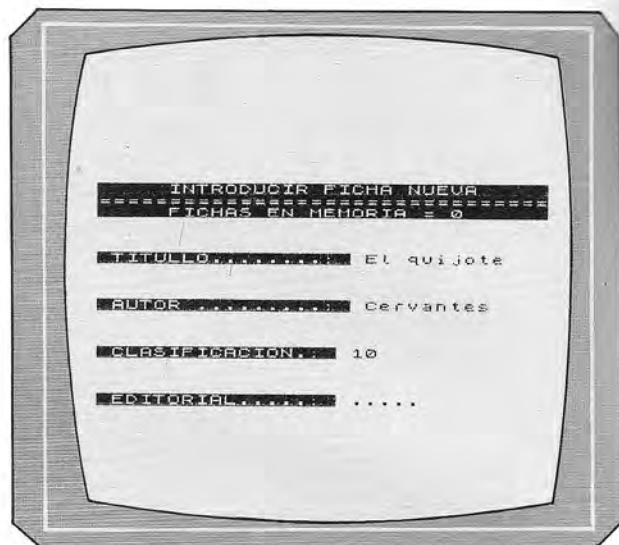 INTRODUCIR FICHA NUEVA
================================
FICHAS EN MEMORIA = 0
TITULLO.........: El quijote
AUTOR .........: Cervantes
CLASIFICACION.. 10
EDITORIAL......: .....